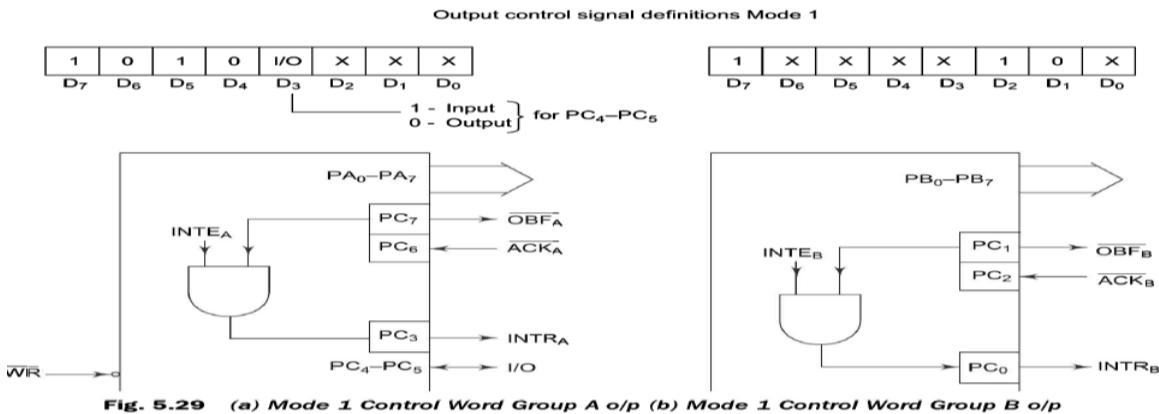 Output control signal definitions Mode 1
1 0 1 0 I/O X X X
D7 D6 D5 D4 D3 D2 D1 D0
1 - Input
0 - Output
for PC4–PC5
PA0–PA7
INTEA
PC7
OBFA
PC6
ACKA
PC3
INTRA
PC4–PC5
I/O
WR
1 X X X X 1 0 X
D7 D6 D5 D4 D3 D2 D1 D0
PB0–PB7
INTEB
PC1
OBFB
PC2
ACKB
PC0
INTRB
Fig. 5.29 (a) Mode 1 Control Word Group A o/p (b) Mode 1 Control Word Group B o/p